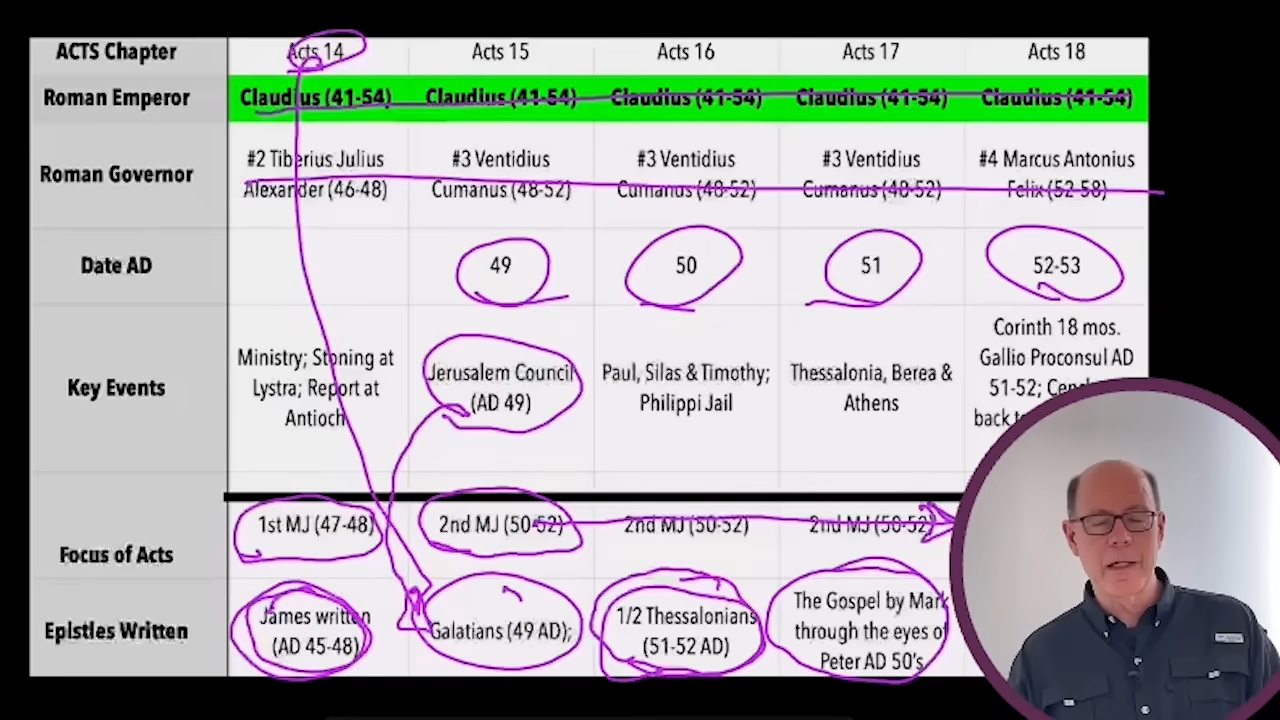 ACTS Chapter Acts 14 Acts 15 Acts 16 Acts 17 Acts 18
Roman Emperor Claudius (41-54) Claudius (41-54) Claudius (41-54) Claudius (41-54) Claudius (41-54)
#2 Tiberius Julius #3 Ventidius #3 Ventidius #3 Ventidius #4 Marcus Antonius
Roman Governor
Alexander (46-48) Cumanus (48-52) Cumanus (48-52) Cumanus (48-52) Felix (52-58)
Date AD 49 50 51 52-53
Corinth 18 mos.
Ministry; Stoning at Gallio Proconsul AD
Jerusalem Council Paul, Silas & Timothy; Thessalonia, Berea &
Key Events Lystra; Report at 51-52;
(AD 49) Philippi Jail Athens
Antioch back
1st MJ (47-48) 2nd MJ (50-52) 2nd MJ (50-52) 2nd MJ (50-52)
Focus of Acts
James written 1/2 Thessalonians The Gospel by Mark
Epistles Written Galatians (49 AD); through the eyes of
(AD 45-48) (51-52 AD) Peter AD 50's